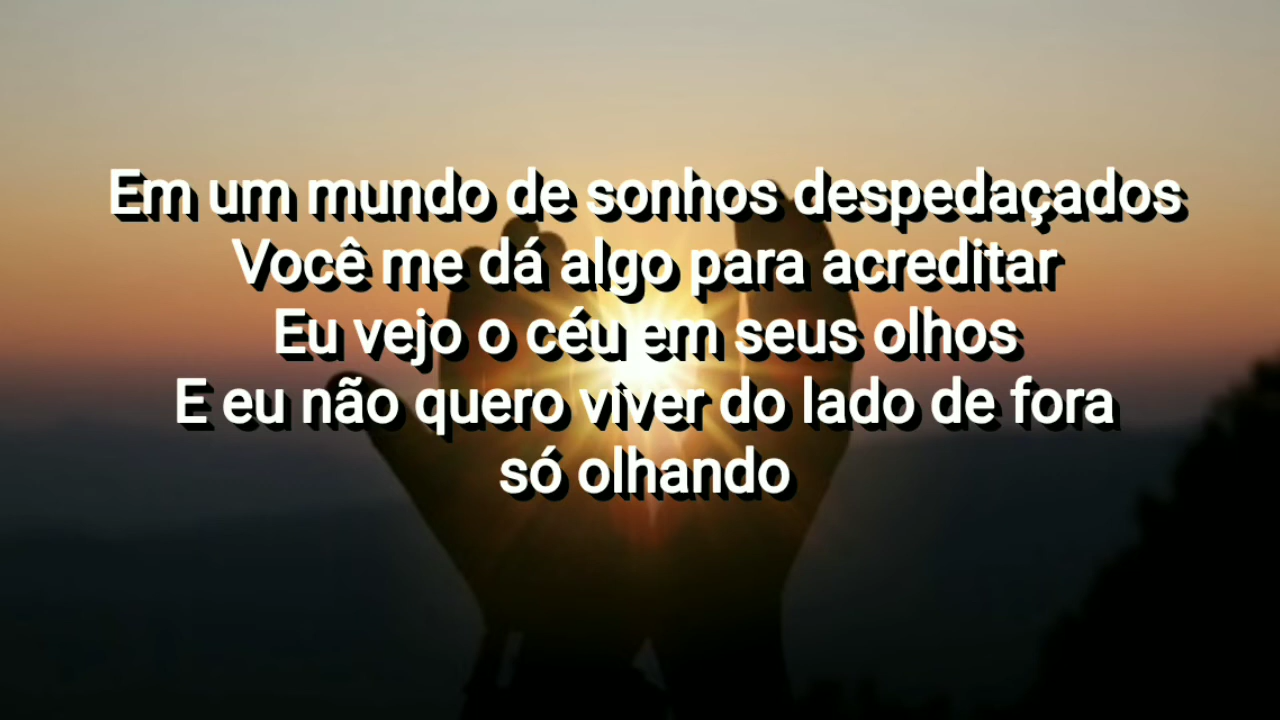 Em um mundo de sonhos despedaçados
Você me dá algo para acreditar
Eu vejo o céu em seus olhos
E eu não quero viver do lado de fora
só olhando